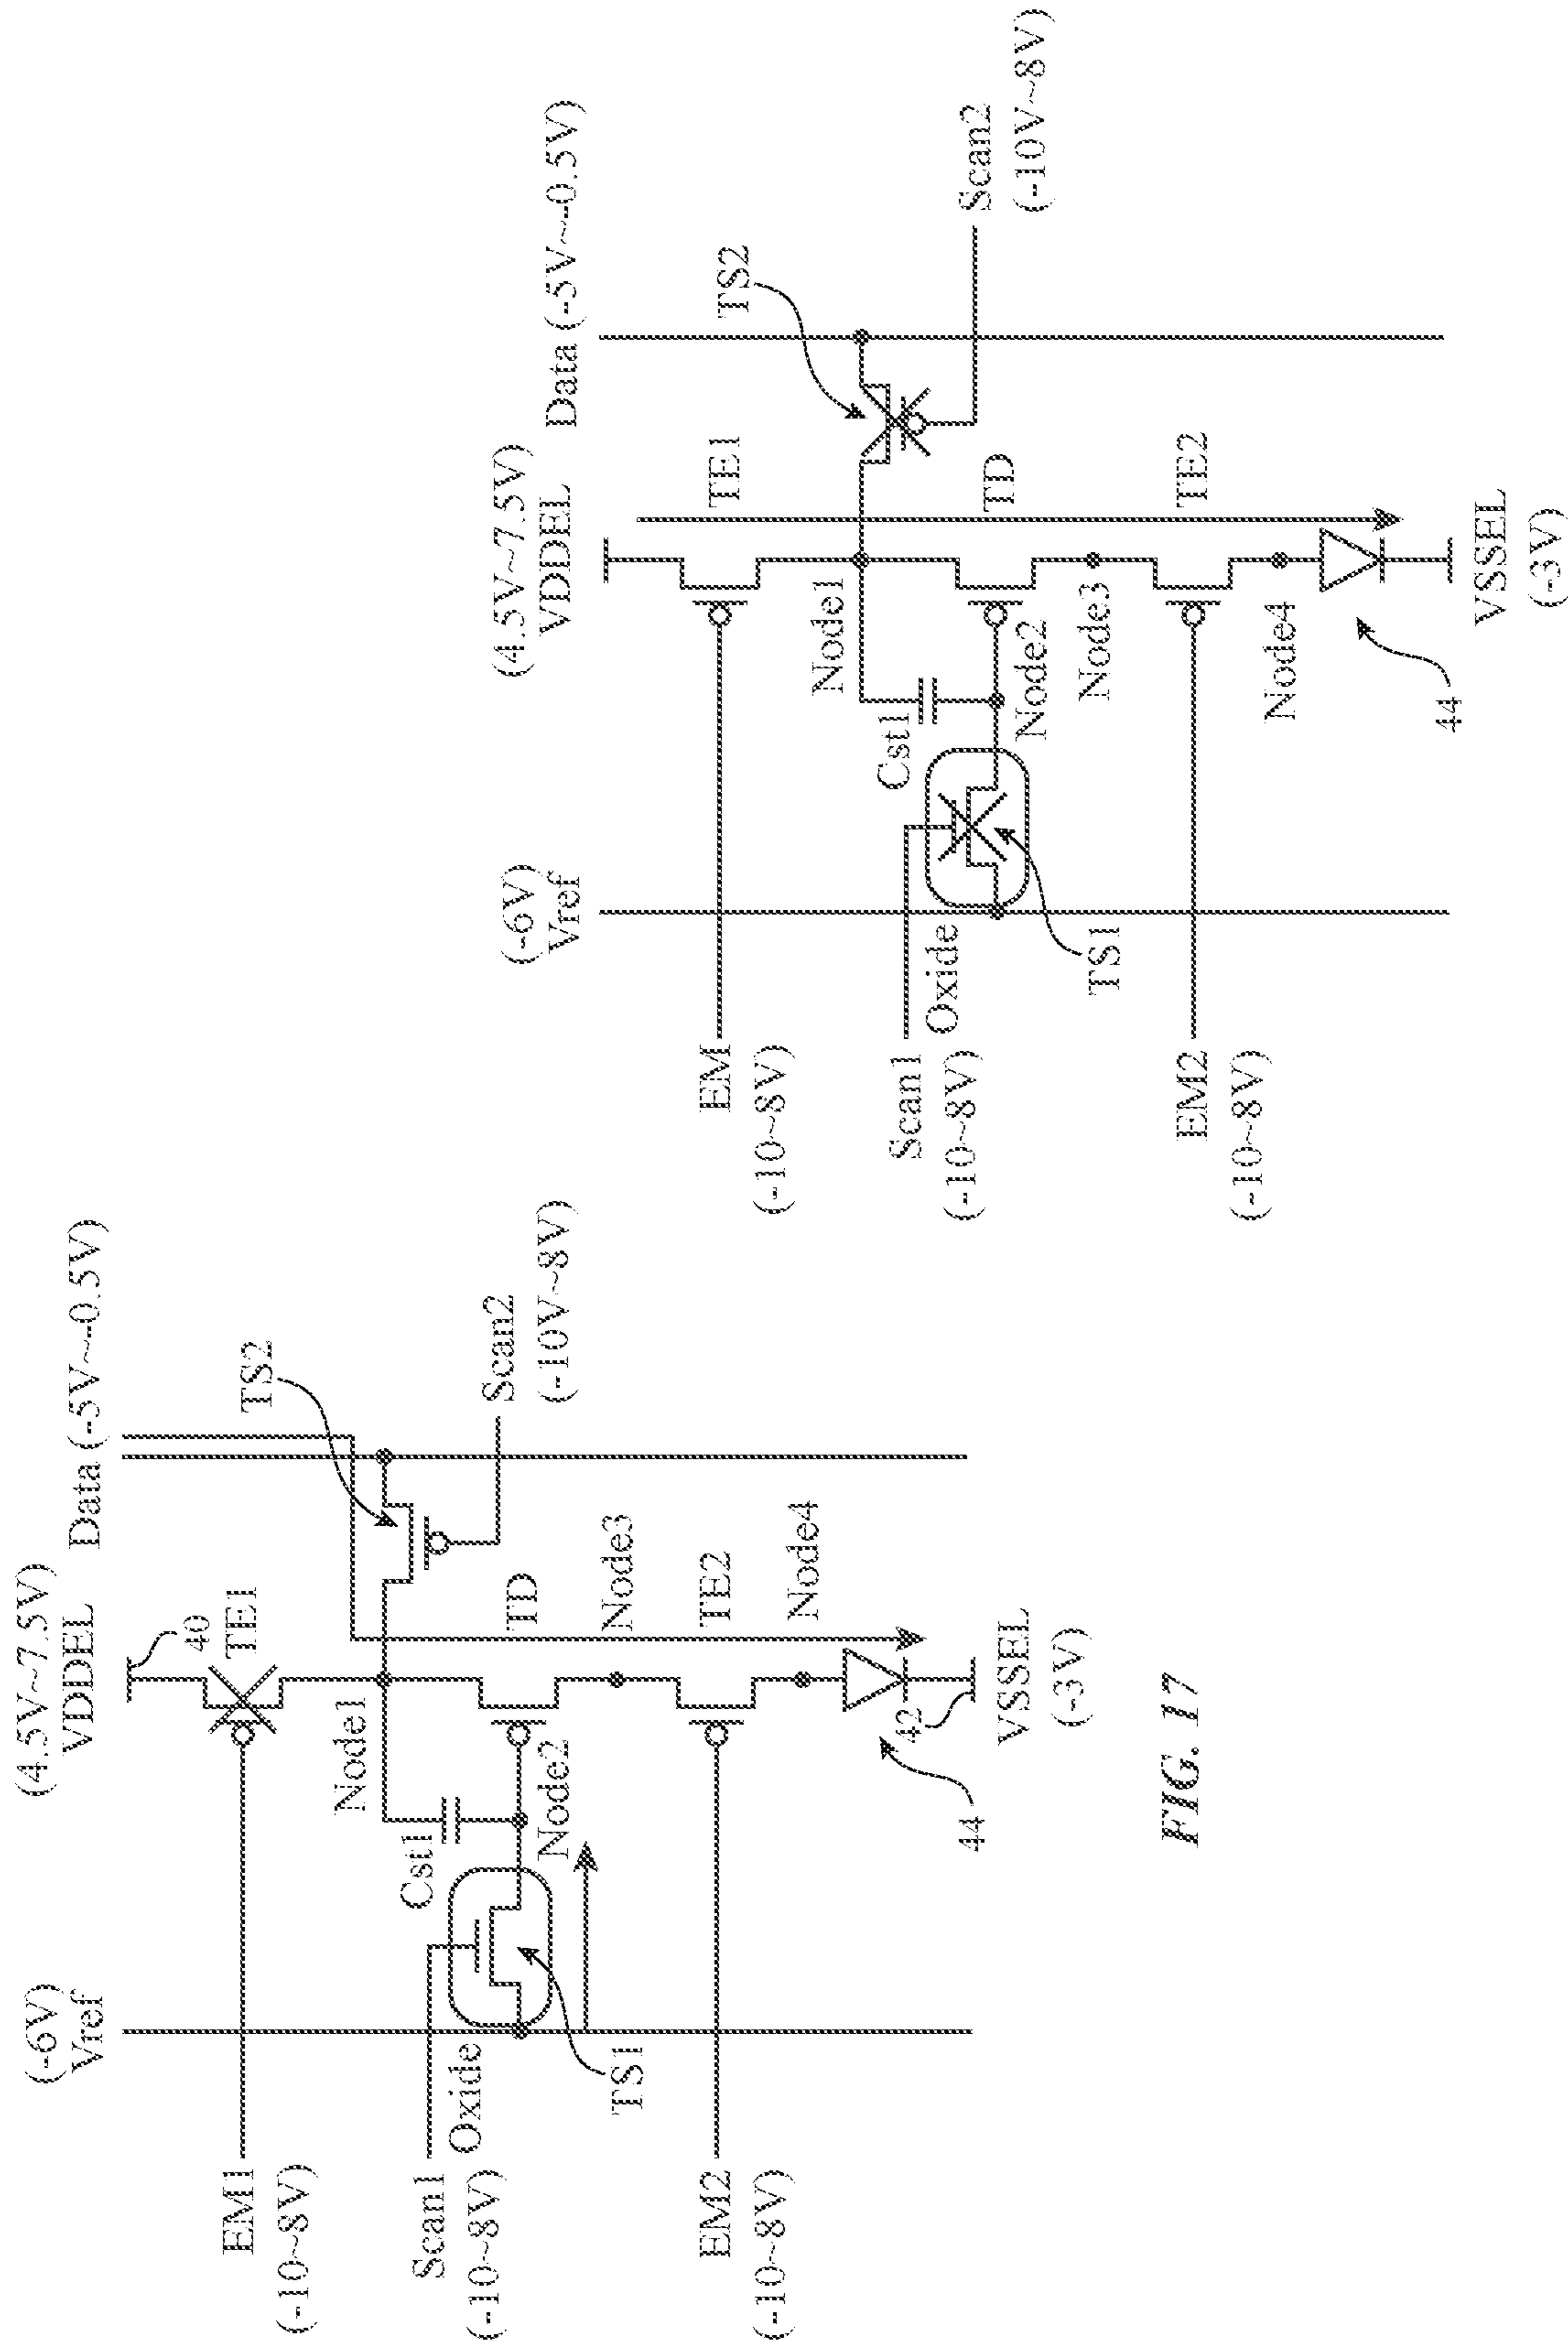 (4.5V~7.5V)
VDDEL
(-6V)
Vref
Data (-5V~-0.5V)
40
TE1
TS2
EM1
(-10~8V)
Node1
Scan2
(-10V~8V)
Cst1
Scan1
(-10~8V)
Oxide
TD
Node2
Node3
TS1
TE2
EM2
(-10~8V)
Node4
42
44
VSSEL
(-3V)
(4.5V~7.5V)
VDDEL
(-6V)
Vref
Data (-5V~-0.5V)
TE1
TS2
EM
(-10~8V)
Node1
Scan2
(-10V~8V)
Cst1
Scan1
(-10~8V)
Oxide
TD
Node2
Node3
TS1
TE2
EM2
(-10~8V)
Node4
44
VSSEL
(-3V)
FIG. 17